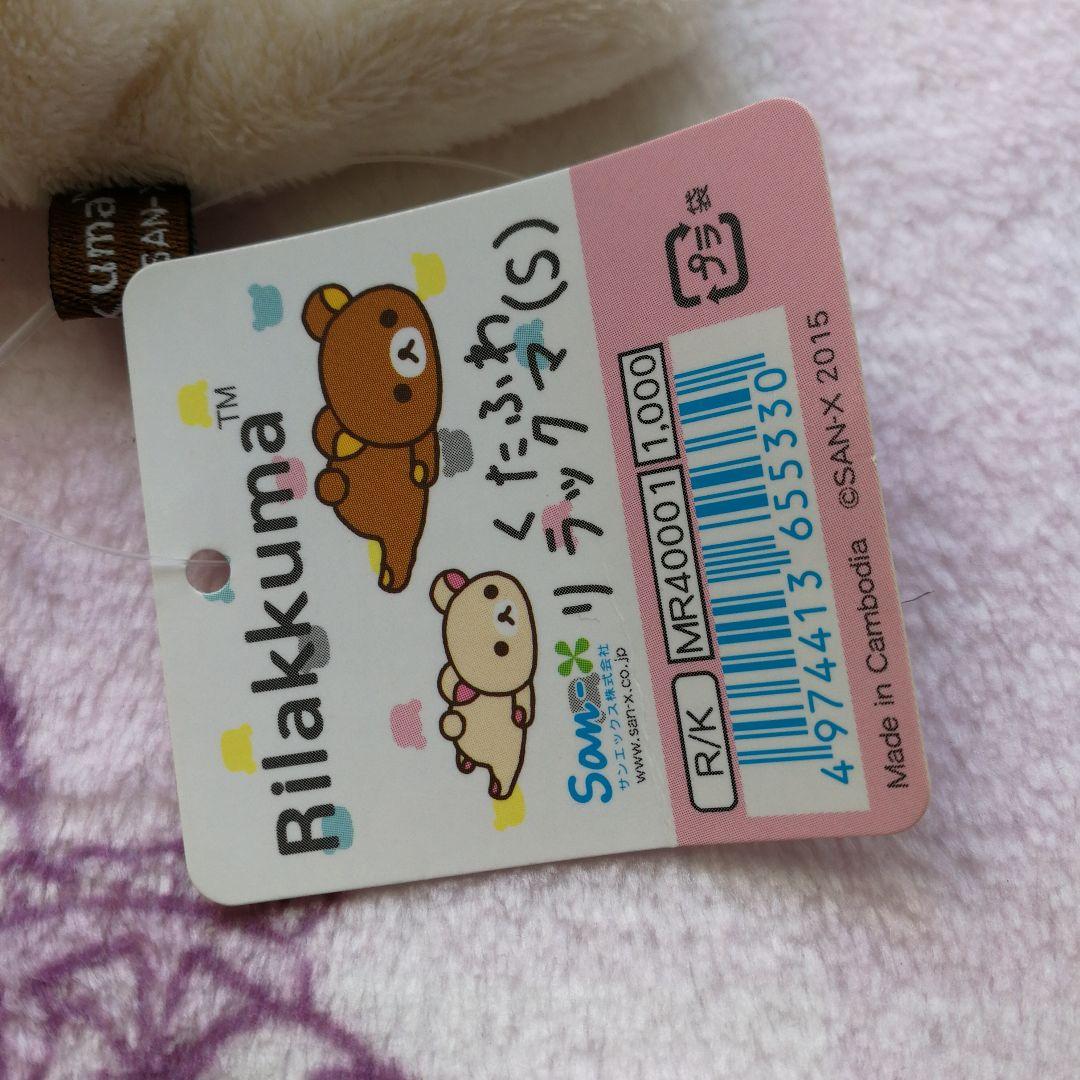 Rilakkuma™
くたふわ(S)
リラックマ
San-X
サンエックス株式会社
www.san-x.co.jp
R/K MR40001 1,000
プラ 袋
4 974413 655330
Made in Cambodia ©SAN-X 2015
uma
SAN-